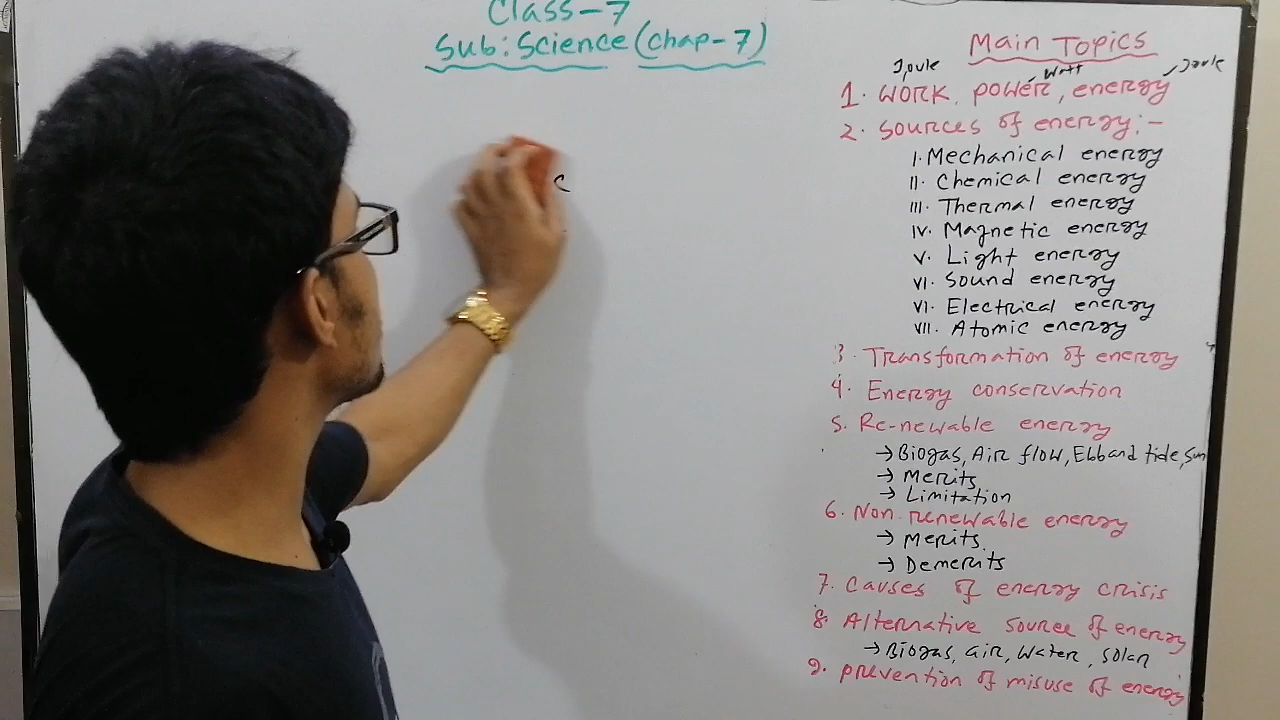 Class-7
Sub: Science (chap-7)
Main Topics
Joule
Watt
Joule
1. Work, power, energy
2. Sources of energy:-
I. Mechanical energy
II. Chemical energy
III. Thermal energy
IV. Magnetic energy
V. Light energy
VI. Sound energy
VI. Electrical energy
VII. Atomic energy
3. Transformation of energy
4. Energy conservation
5. Re-newable energy
→ Biogas, Air flow, Ebb and tide, Sun
→ Merits
→ Limitation
6. Non-renewable energy
→ Merits
→ Demerits
7. Causes of energy crisis
8. Alternative source of energy
→ Biogas, air, water, solar
9. prevention of misuse of energy
c